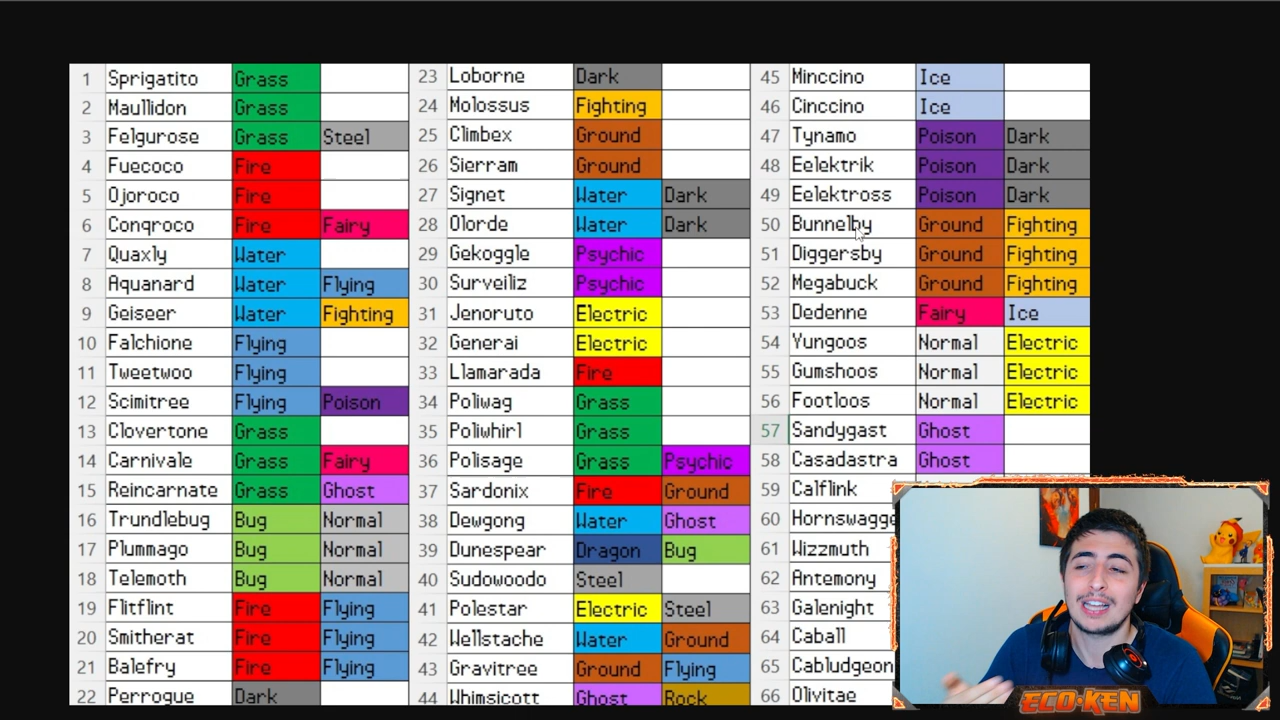 1 Sprigatito Grass
2 Maullidon Grass
3 Felgurose Grass Steel
4 Fuecoco Fire
5 Ojoroco Fire
6 Conqroco Fire Fairy
7 Quaxly Water
8 Aquanard Water Flying
9 Geiseer Water Fighting
10 Falchione Flying
11 Tweetwoo Flying
12 Scimitree Flying Poison
13 Clovertone Grass
14 Carnivale Grass Fairy
15 Reincarnate Grass Ghost
16 Trundlebug Bug Normal
17 Plummago Bug Normal
18 Telemoth Bug Normal
19 Flitflint Fire Flying
20 Smitherat Fire Flying
21 Balefry Fire Flying
22 Perrogue Dark
23 Loborne Dark
24 Molossus Fighting
25 Climbex Ground
26 Sierram Ground
27 Signet Water Dark
28 Olorde Water Dark
29 Gekoggle Psychic
30 Surveiliz Psychic
31 Jenoruto Electric
32 Generai Electric
33 Llamarada Fire
34 Poliwag Grass
35 Poliwhirl Grass
36 Polisage Grass Psychic
37 Sardonix Fire Ground
38 Dewgong Water Ghost
39 Dunespear Dragon Bug
40 Sudowoodo Steel
41 Polestar Electric Steel
42 Wellstache Water Ground
43 Gravitree Ground Flying
44 Whimsicott Ghost Rock
45 Minccino Ice
46 Cinccino Ice
47 Tynamo Poison Dark
48 Eelektrik Poison Dark
49 Eelektross Poison Dark
50 Bunnelby Ground Fighting
51 Diggersby Ground Fighting
52 Megabuck Ground Fighting
53 Dedenne Fairy Ice
54 Yungoos Normal Electric
55 Gumshoos Normal Electric
56 Footloos Normal Electric
57 Sandygast Ghost
58 Casadastra Ghost
59 Calflink
60 Hornswagg
61 Wizzmuth
62 Antemony
63 Galenight
64 Caball
65 Cabludgeon
66 Olivitae
ECO·KEN